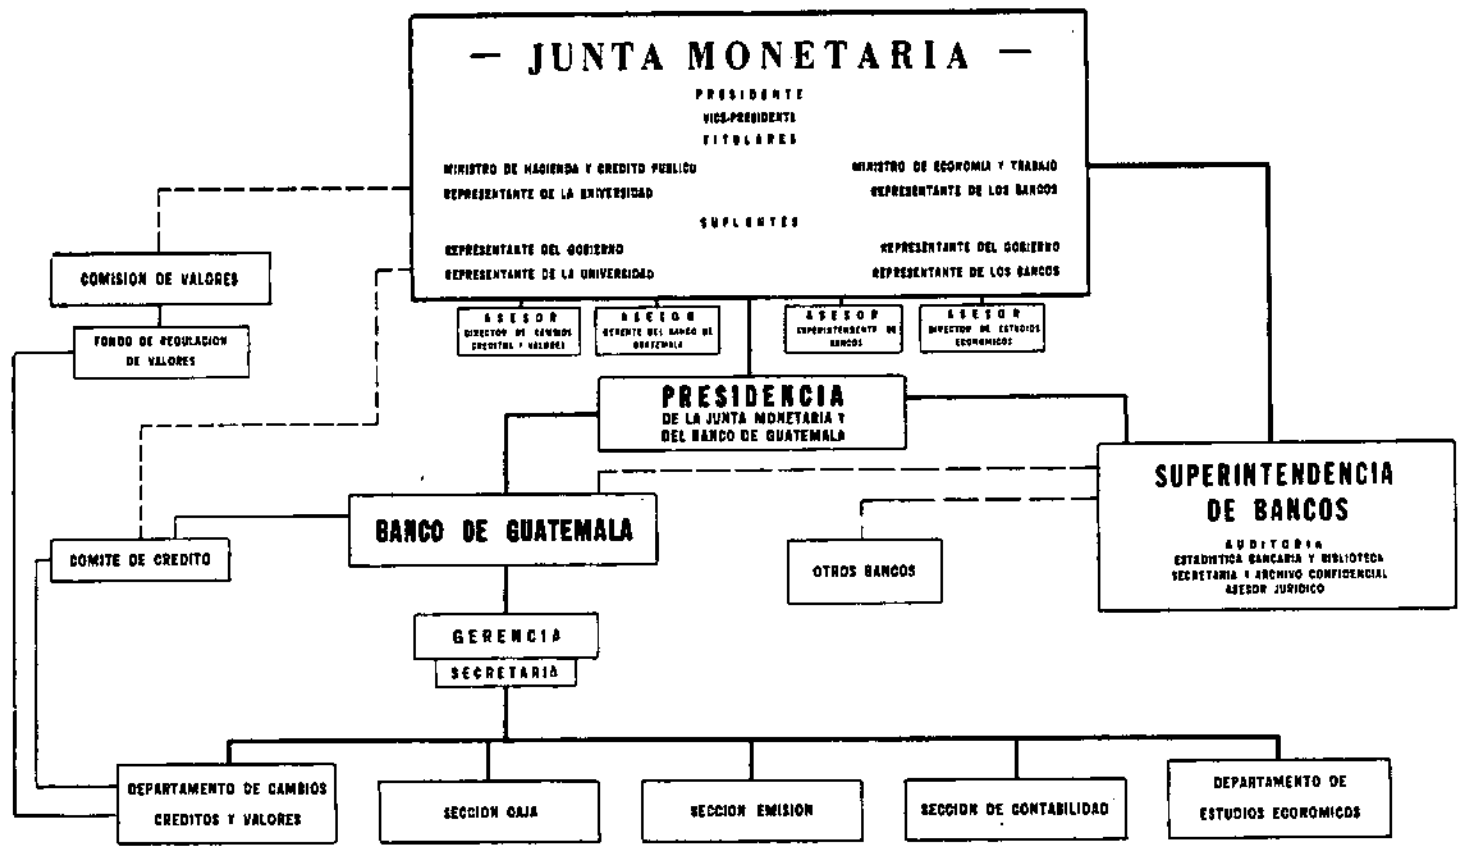 — JUNTA MONETARIA —
PRESIDENTE
VICE-PRESIDENTE
TITULARES
MINISTRO DE HACIENDA Y CREDITO PUBLICO
MINISTRO DE ECONOMIA Y TRABAJO
REPRESENTANTE DE LA UNIVERSIDAD
REPRESENTANTE DE LOS BANCOS
SUPLENTES
REPRESENTANTE DEL GOBIERNO
REPRESENTANTE DEL GOBIERNO
REPRESENTANTE DE LA UNIVERSIDAD
REPRESENTANTE DE LOS BANCOS
COMISION DE VALORES
FONDO DE REGULACION
DE VALORES
ASESOR
DIRECTOR DE CAMBIOS
CREDITOS Y VALORES
ASESOR
GERENTE DEL BANCO DE
GUATEMALA
ASESOR
SUPERINTENDENTE DE
BANCOS
ASESOR
DIRECTOR DE ESTUDIOS
ECONOMICOS
PRESIDENCIA
DE LA JUNTA MONETARIA Y
DEL BANCO DE GUATEMALA
SUPERINTENDENCIA
DE BANCOS
AUDITORIA
ESTADISTICA BANCARIA Y BIBLIOTECA
SECRETARIA Y ARCHIVO CONFIDENCIAL
ASESOR JURIDICO
BANCO DE GUATEMALA
COMITE DE CREDITO
OTROS BANCOS
GERENCIA
SECRETARIA
DEPARTAMENTO DE CAMBIOS
CREDITOS Y VALORES
SECCION CAJA
SECCION EMISION
SECCION DE CONTABILIDAD
DEPARTAMENTO DE
ESTUDIOS ECONOMICOS